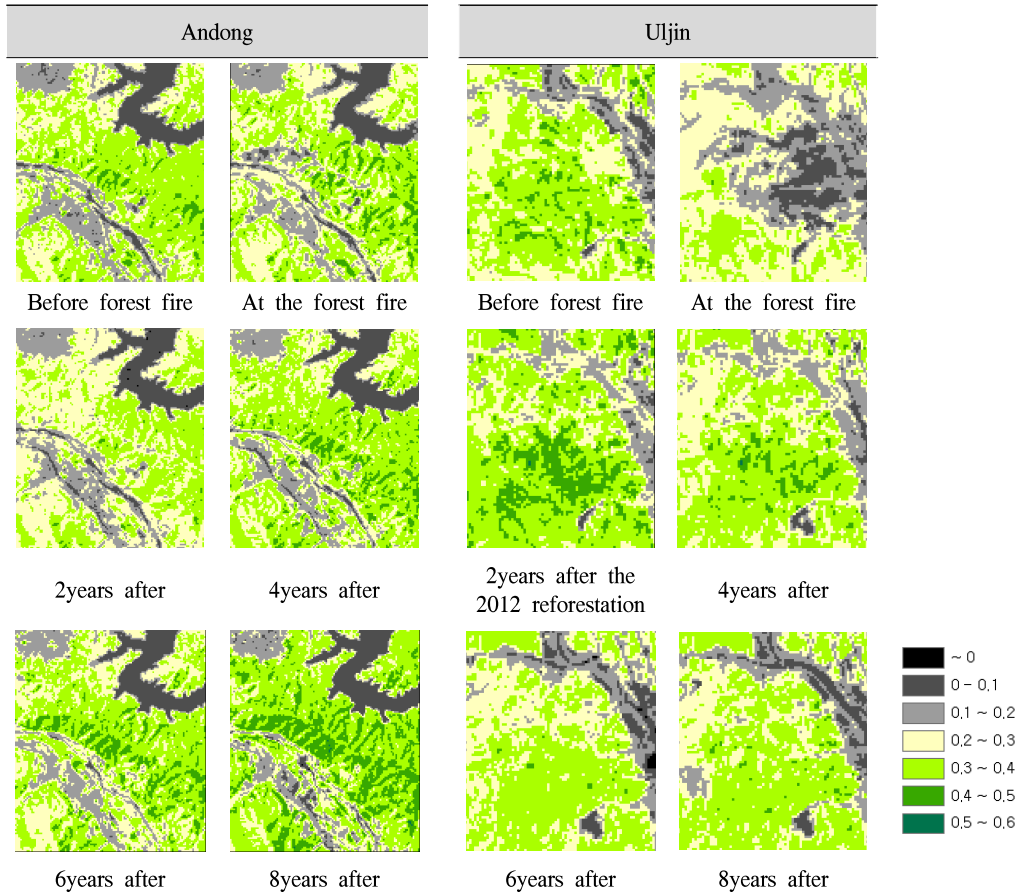 Andong
Uljin
Before forest fire
At the forest fire
Before forest fire
At the forest fire
2years after
4years after
2years after the
2012 reforestation
4years after
6years after
8years after
6years after
8years after
~ 0
0 - 0.1
0.1 ~ 0.2
0.2 ~ 0.3
0.3 ~ 0.4
0.4 ~ 0.5
0.5 ~ 0.6